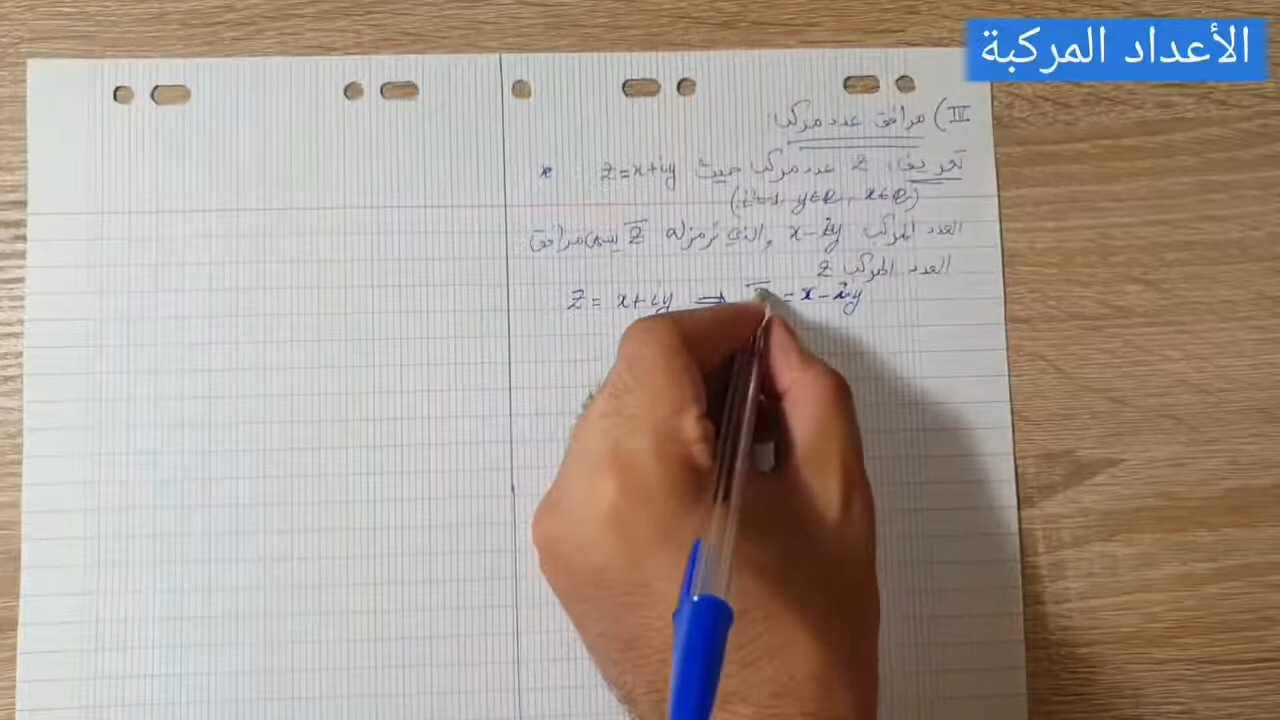 الأعداد المركبة
III) مرافق عدد مركب:
تعريف: z عدد مركب حيث z = x + iy
(x∈ℝ , y∈ℝ , i²=-1)
العدد المركب x - iy والذي نرمز له z̄ يسمى مرافق
العدد المركب z
z = x + iy ⟹ z̄ = x - iy